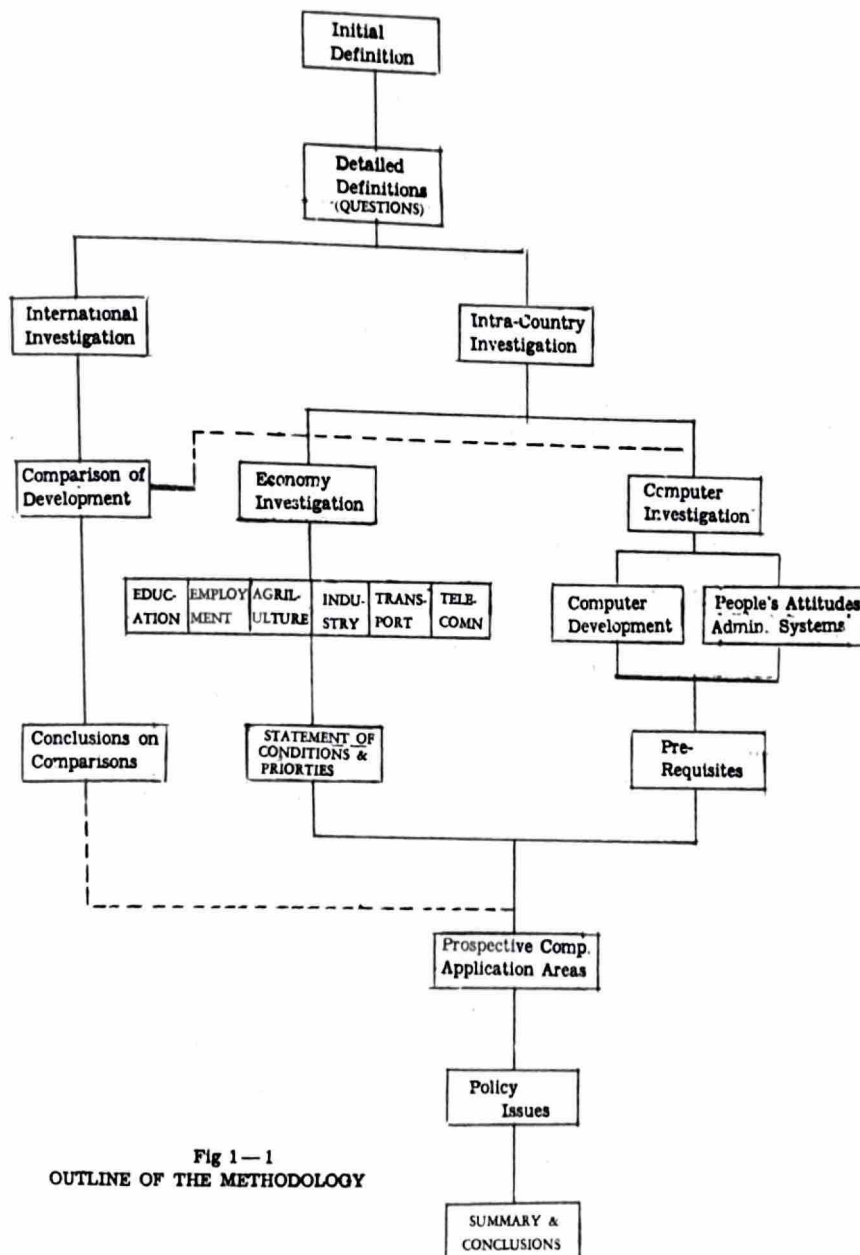 Initial
Definition
Detailed
Definitions
(QUESTIONS)
International
Investigation
Intra-Country
Investigation
Comparison of
Development
Economy
Investigation
Computer
Investigation
EDUC-
ATION
EMPLOY
MENT
AGRIL-
ULTURE
INDU-
STRY
TRANS-
PORT
TELE-
COMN
Computer
Development
People's Attitudes
Admin. Systems
Conclusions on
Comparisons
STATEMENT OF
CONDITIONS &
PRIORTIES
Pre-
Requisites
Prospective Comp.
Application Areas
Policy
Issues
Fig 1—1
OUTLINE OF THE METHODOLOGY
SUMMARY &
CONCLUSIONS